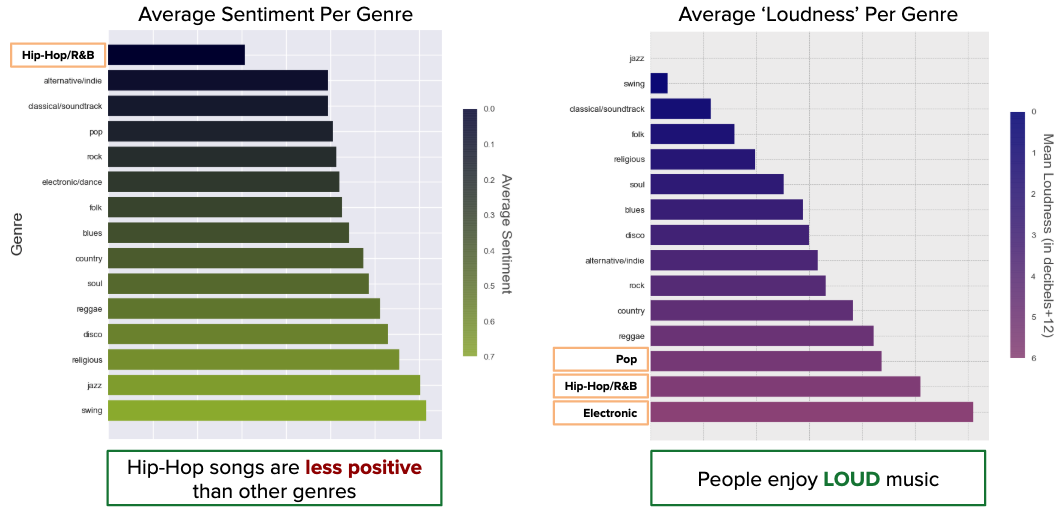 Average Sentiment Per Genre
Hip-Hop/R&B
alternative/indie
classical/soundtrack
pop
rock
electronic/dance
folk
blues
country
soul
reggae
disco
religious
jazz
swing
Genre
0.0
0.1
0.2
0.3
0.4
0.5
0.6
0.7
Average Sentiment
Hip-Hop songs are less positive
than other genres
Average ‘Loudness’ Per Genre
jazz
swing
classical/soundtrack
folk
religious
soul
blues
disco
alternative/indie
rock
country
reggae
Pop
Hip-Hop/R&B
Electronic
0
1
2
3
4
5
6
Mean Loudness (in decibels+12)
People enjoy LOUD music